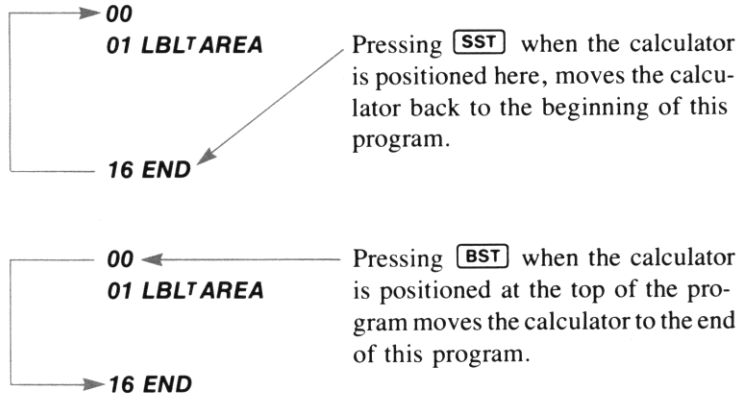 00
01 LBLᵀAREA
16 END
Pressing SST when the calculator
is positioned here, moves the calcu-
lator back to the beginning of this
program.
00
01 LBLᵀAREA
16 END
Pressing BST when the calculator
is positioned at the top of the pro-
gram moves the calculator to the end
of this program.